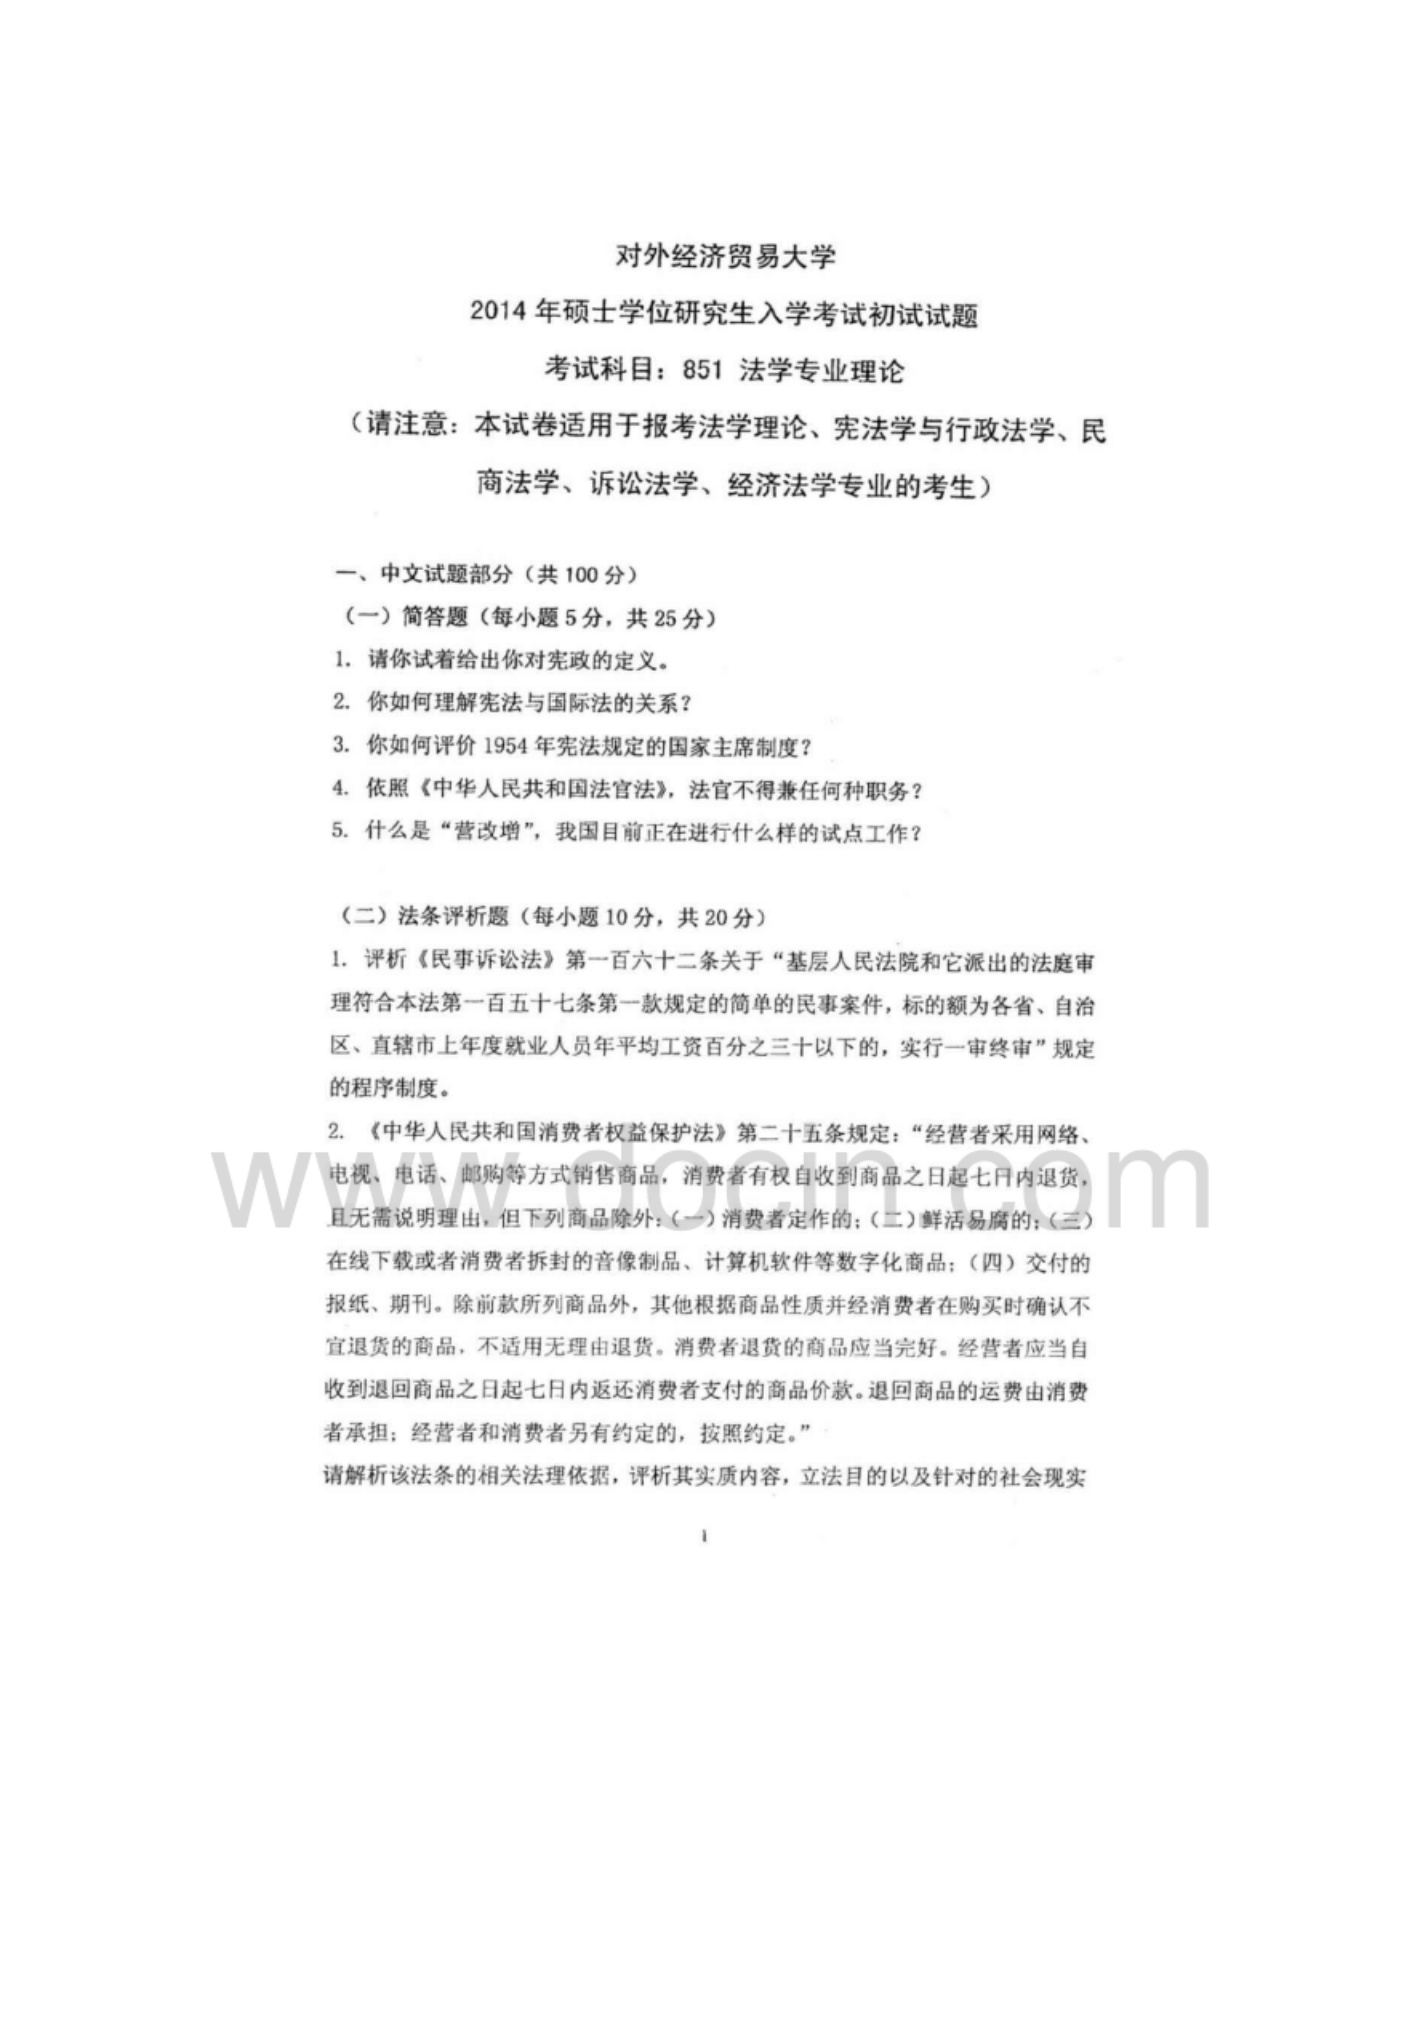 对外经济贸易大学
2014 年硕士学位研究生入学考试初试试题
考试科目：851 法学专业理论
（请注意：本试卷适用于报考法学理论、宪法学与行政法学、民
商法学、诉讼法学、经济法学专业的考生）
一、中文试题部分（共 100 分）
（一）简答题（每小题 5 分，共 25 分）
1. 请你试着给出你对宪政的定义。
2. 你如何理解宪法与国际法的关系？
3. 你如何评价 1954 年宪法规定的国家主席制度？
4. 依照《中华人民共和国法官法》，法官不得兼任何种职务？
5. 什么是“营改增”，我国目前正在进行什么样的试点工作？
（二）法条评析题（每小题 10 分，共 20 分）
1. 评析《民事诉讼法》第一百六十二条关于“基层人民法院和它派出的法庭审
理符合本法第一百五十七条第一款规定的简单的民事案件，标的额为各省、自治
区、直辖市上年度就业人员年平均工资百分之三十以下的，实行一审终审”规定
的程序制度。
2. 《中华人民共和国消费者权益保护法》第二十五条规定：“经营者采用网络、
电视、电话、邮购等方式销售商品，消费者有权自收到商品之日起七日内退货，
且无需说明理由，但下列商品除外：（一）消费者定作的；（二）鲜活易腐的；（三）
在线下载或者消费者拆封的音像制品、计算机软件等数字化商品；（四）交付的
报纸、期刊。除前款所列商品外，其他根据商品性质并经消费者在购买时确认不
宜退货的商品，不适用无理由退货。消费者退货的商品应当完好。经营者应当自
收到退回商品之日起七日内返还消费者支付的商品价款。退回商品的运费由消费
者承担；经营者和消费者另有约定的，按照约定。”
请解析该法条的相关法理依据，评析其实质内容，立法目的以及针对的社会现实
1
www.docin.com